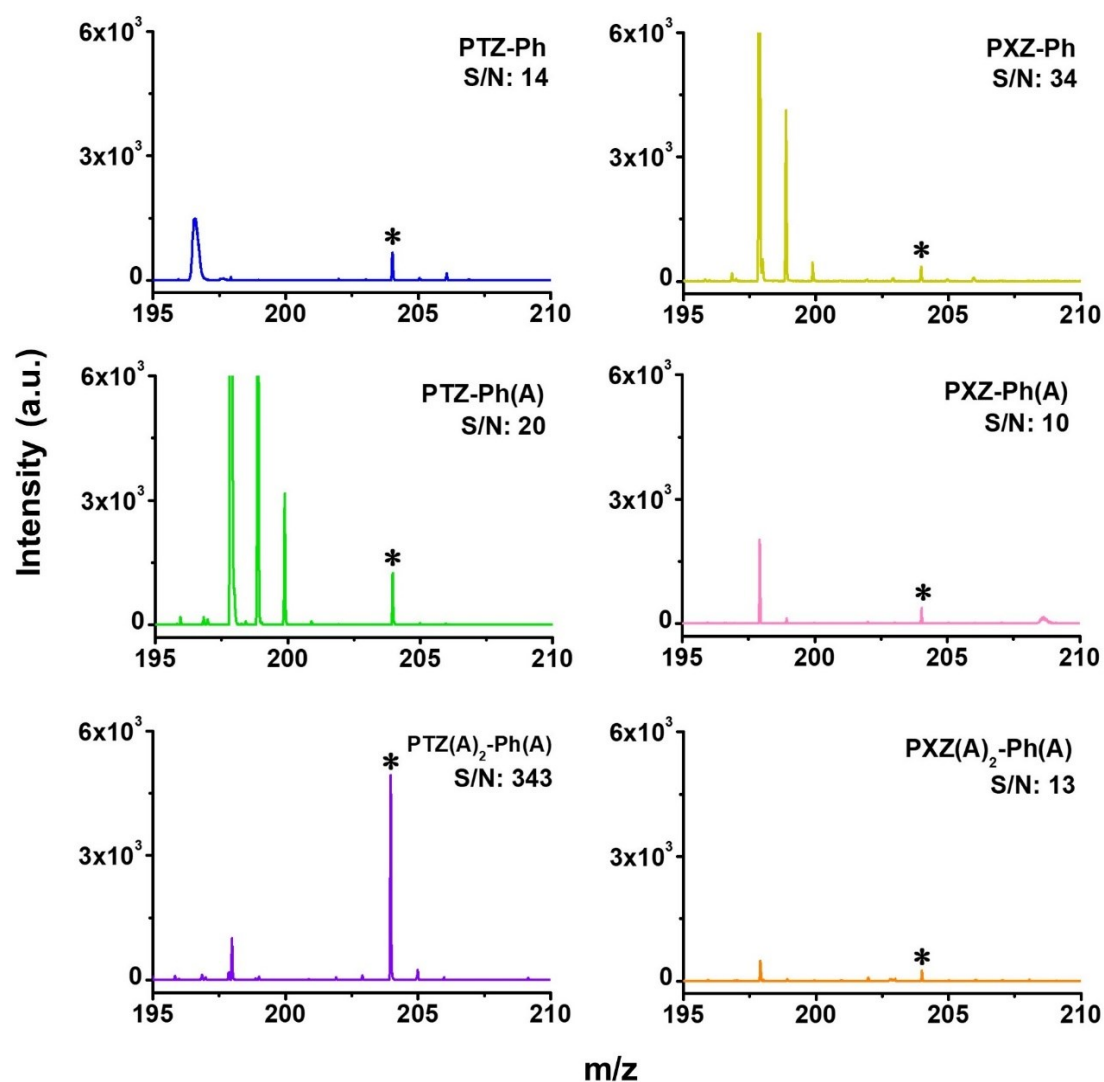 PTZ-Ph
S/N: 14
6x10³
3x10³
0
*
195 200 205 210
PXZ-Ph
S/N: 34
6x10³
3x10³
0
*
195 200 205 210
Intensity (a.u.)
PTZ-Ph(A)
S/N: 20
6x10³
3x10³
0
*
195 200 205 210
PXZ-Ph(A)
S/N: 10
6x10³
3x10³
0
*
195 200 205 210
PTZ(A)₂-Ph(A)
S/N: 343
6x10³
3x10³
0
*
195 200 205 210
PXZ(A)₂-Ph(A)
S/N: 13
6x10³
3x10³
0
*
195 200 205 210
m/z